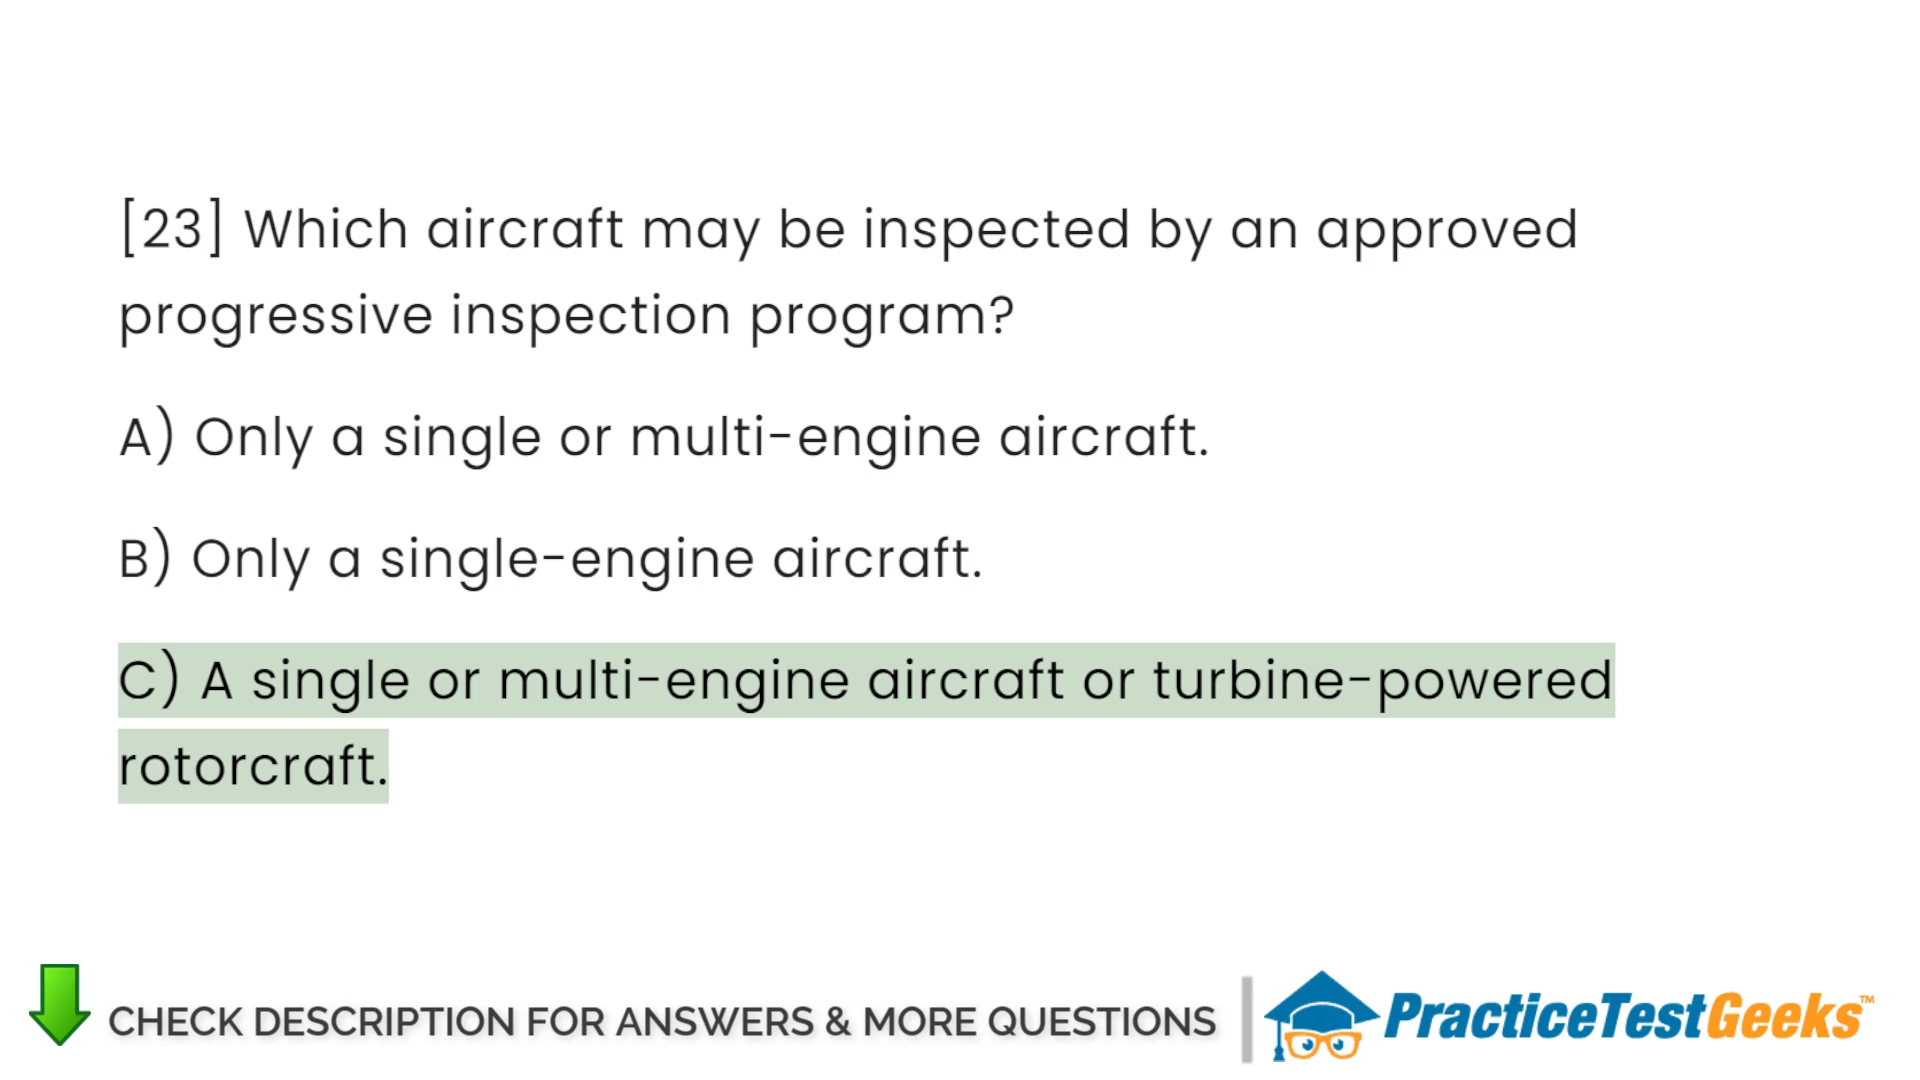 [23] Which aircraft may be inspected by an approved
progressive inspection program?
A) Only a single or multi-engine aircraft.
B) Only a single-engine aircraft.
C) A single or multi-engine aircraft or turbine-powered
rotorcraft.
CHECK DESCRIPTION FOR ANSWERS & MORE QUESTIONS
PracticeTestGeeks™